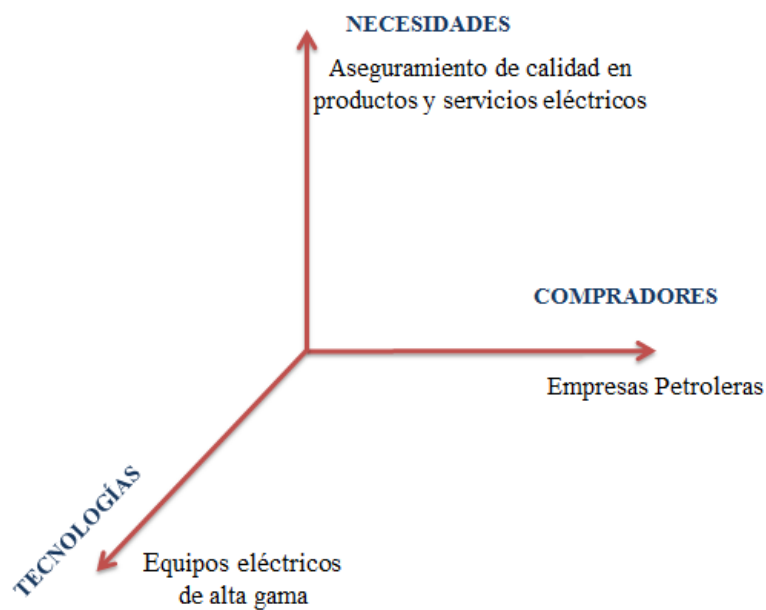 NECESIDADES
Aseguramiento de calidad en
productos y servicios eléctricos
COMPRADORES
Empresas Petroleras
TECNOLOGÍAS
Equipos eléctricos
de alta gama